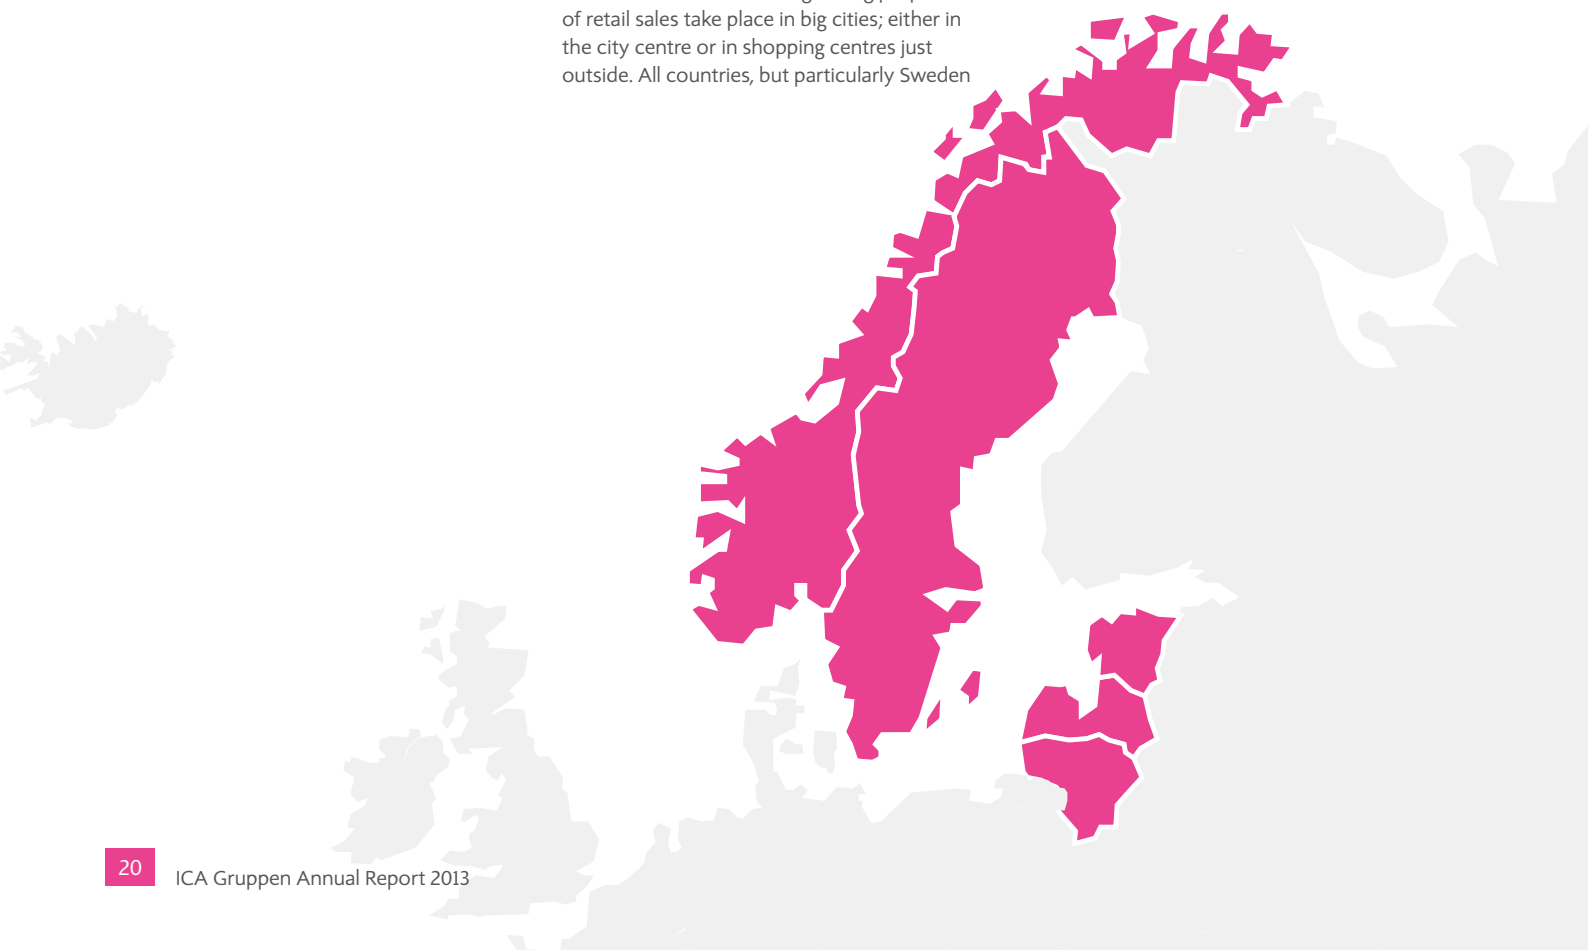 of retail sales take place in big cities; either in
the city centre or in shopping centres just
outside. All countries, but particularly Sweden
20
ICA Gruppen Annual Report 2013